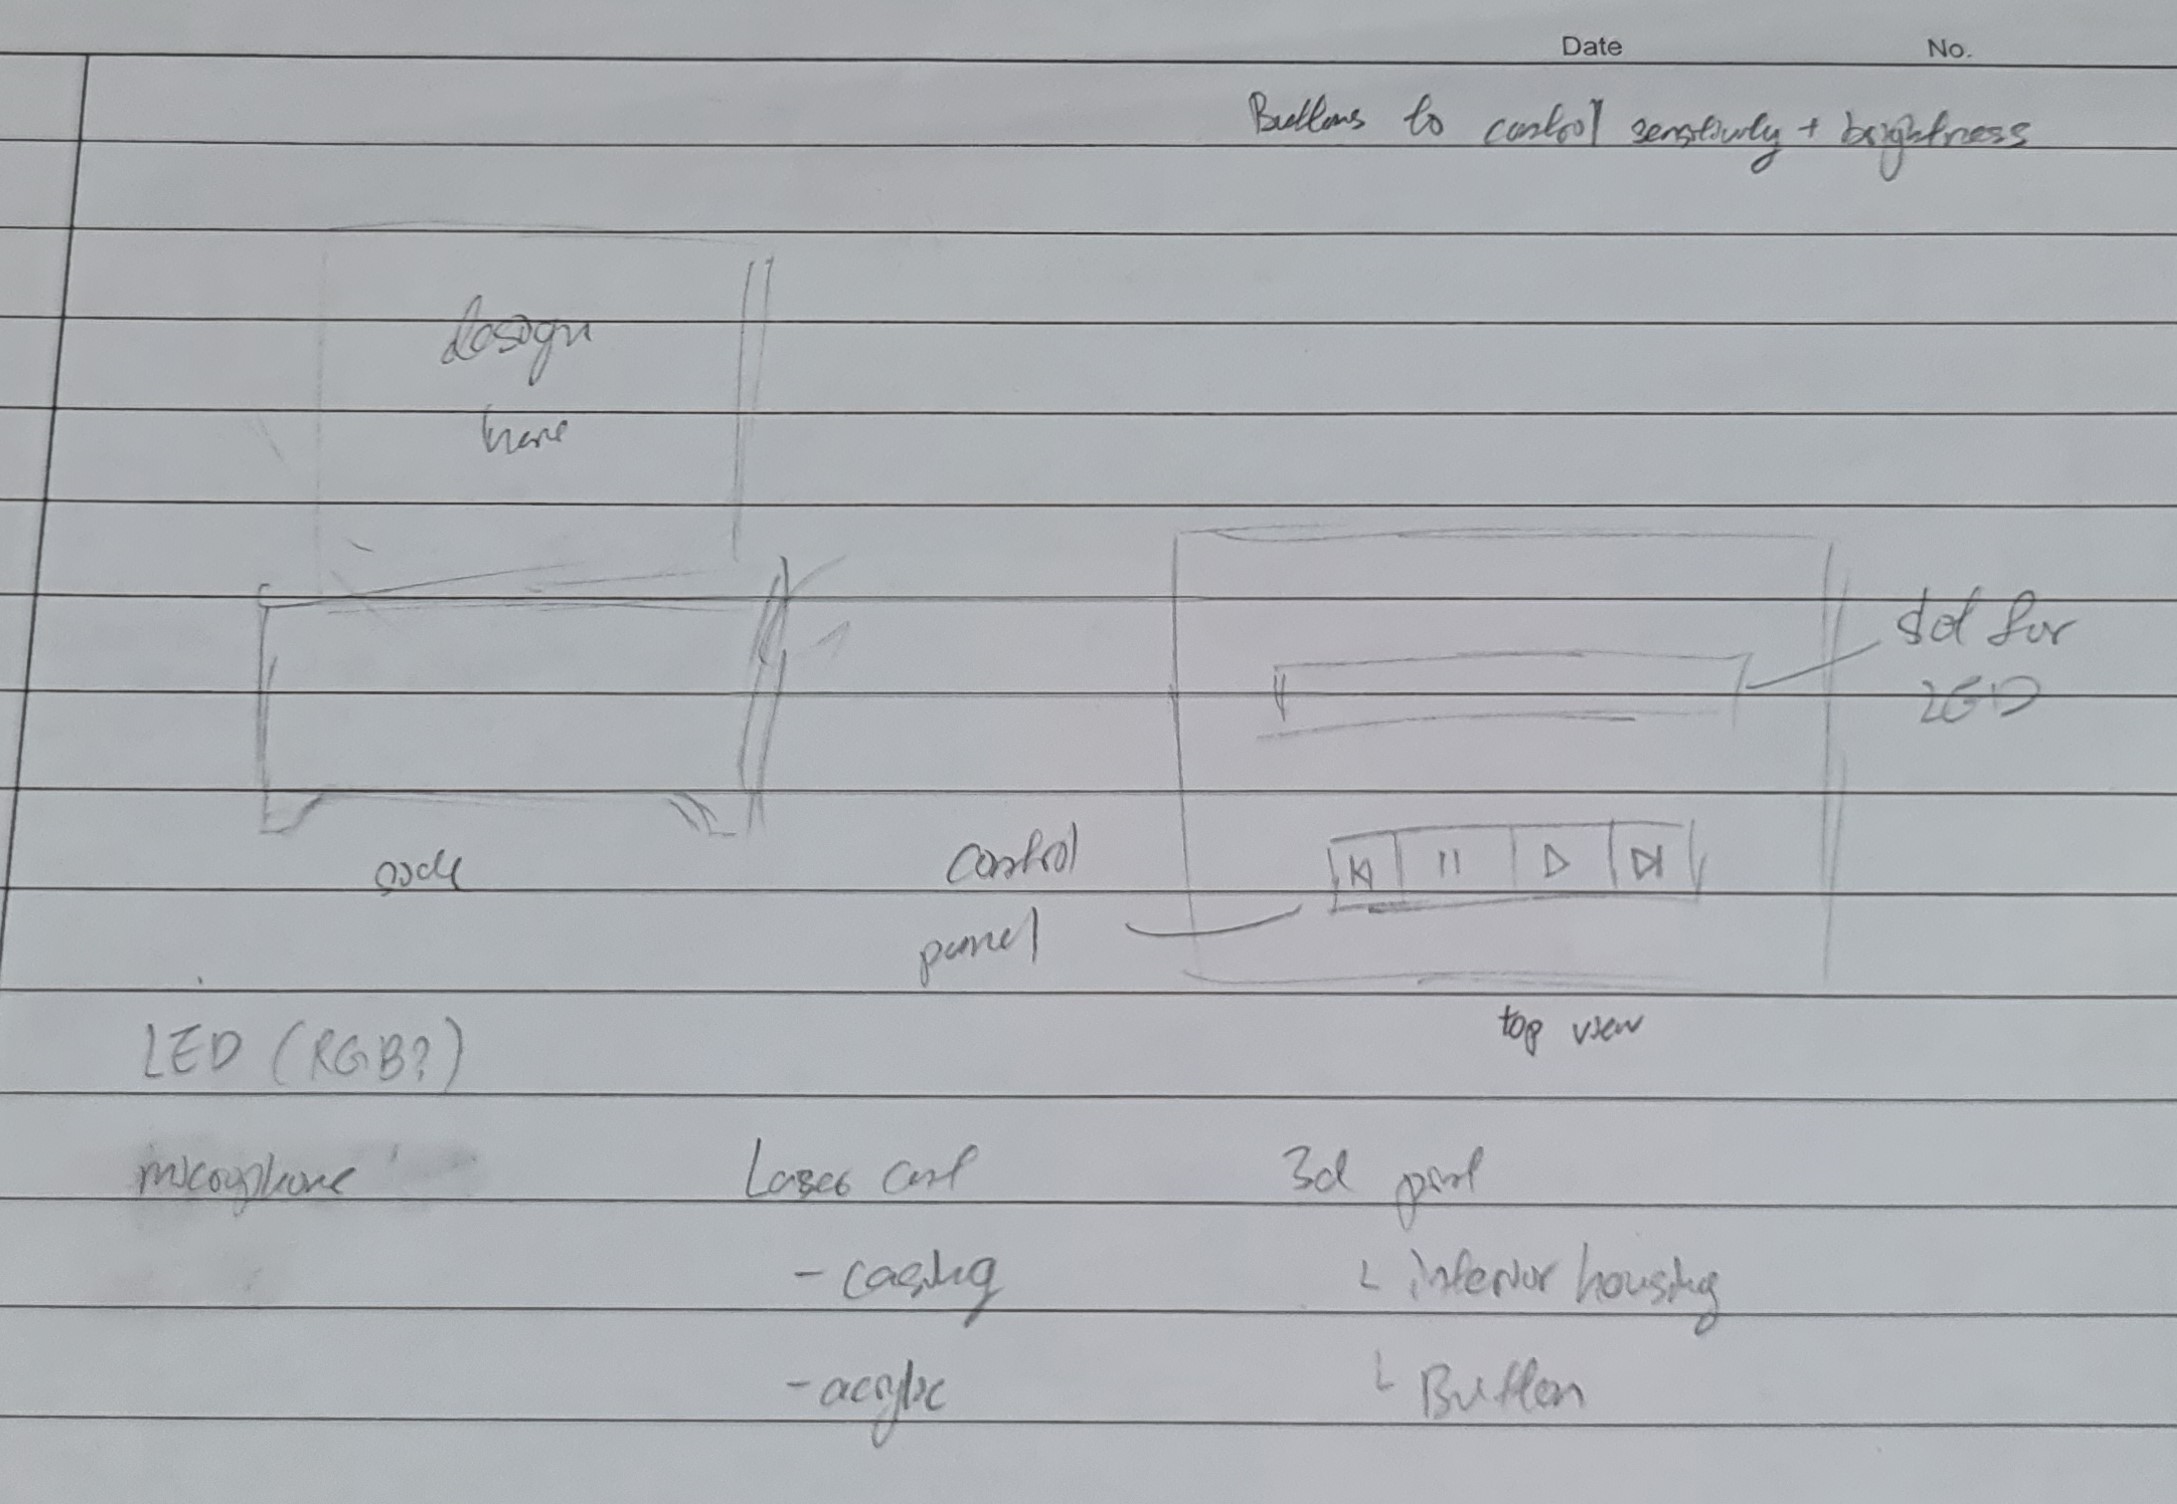 Date No.
Buttons to control sensitivity + brightness
design
here
slot for
LED
side
control
panel
top view
LED (RGB?)
microphone
Laser cut
3d print
- casing
└ interior housing
- acrylic
└ Button